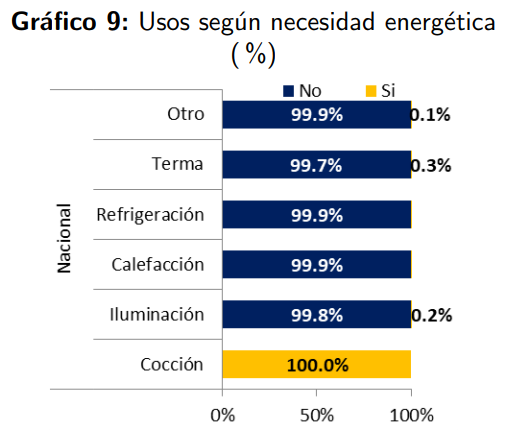 Gráfico 9: Usos según necesidad energética
(%)
No Si
Otro 99.9% 0.1%
Terma 99.7% 0.3%
Refrigeración 99.9%
Calefacción 99.9%
Iluminación 99.8% 0.2%
Cocción 100.0%
Nacional
0% 50% 100%